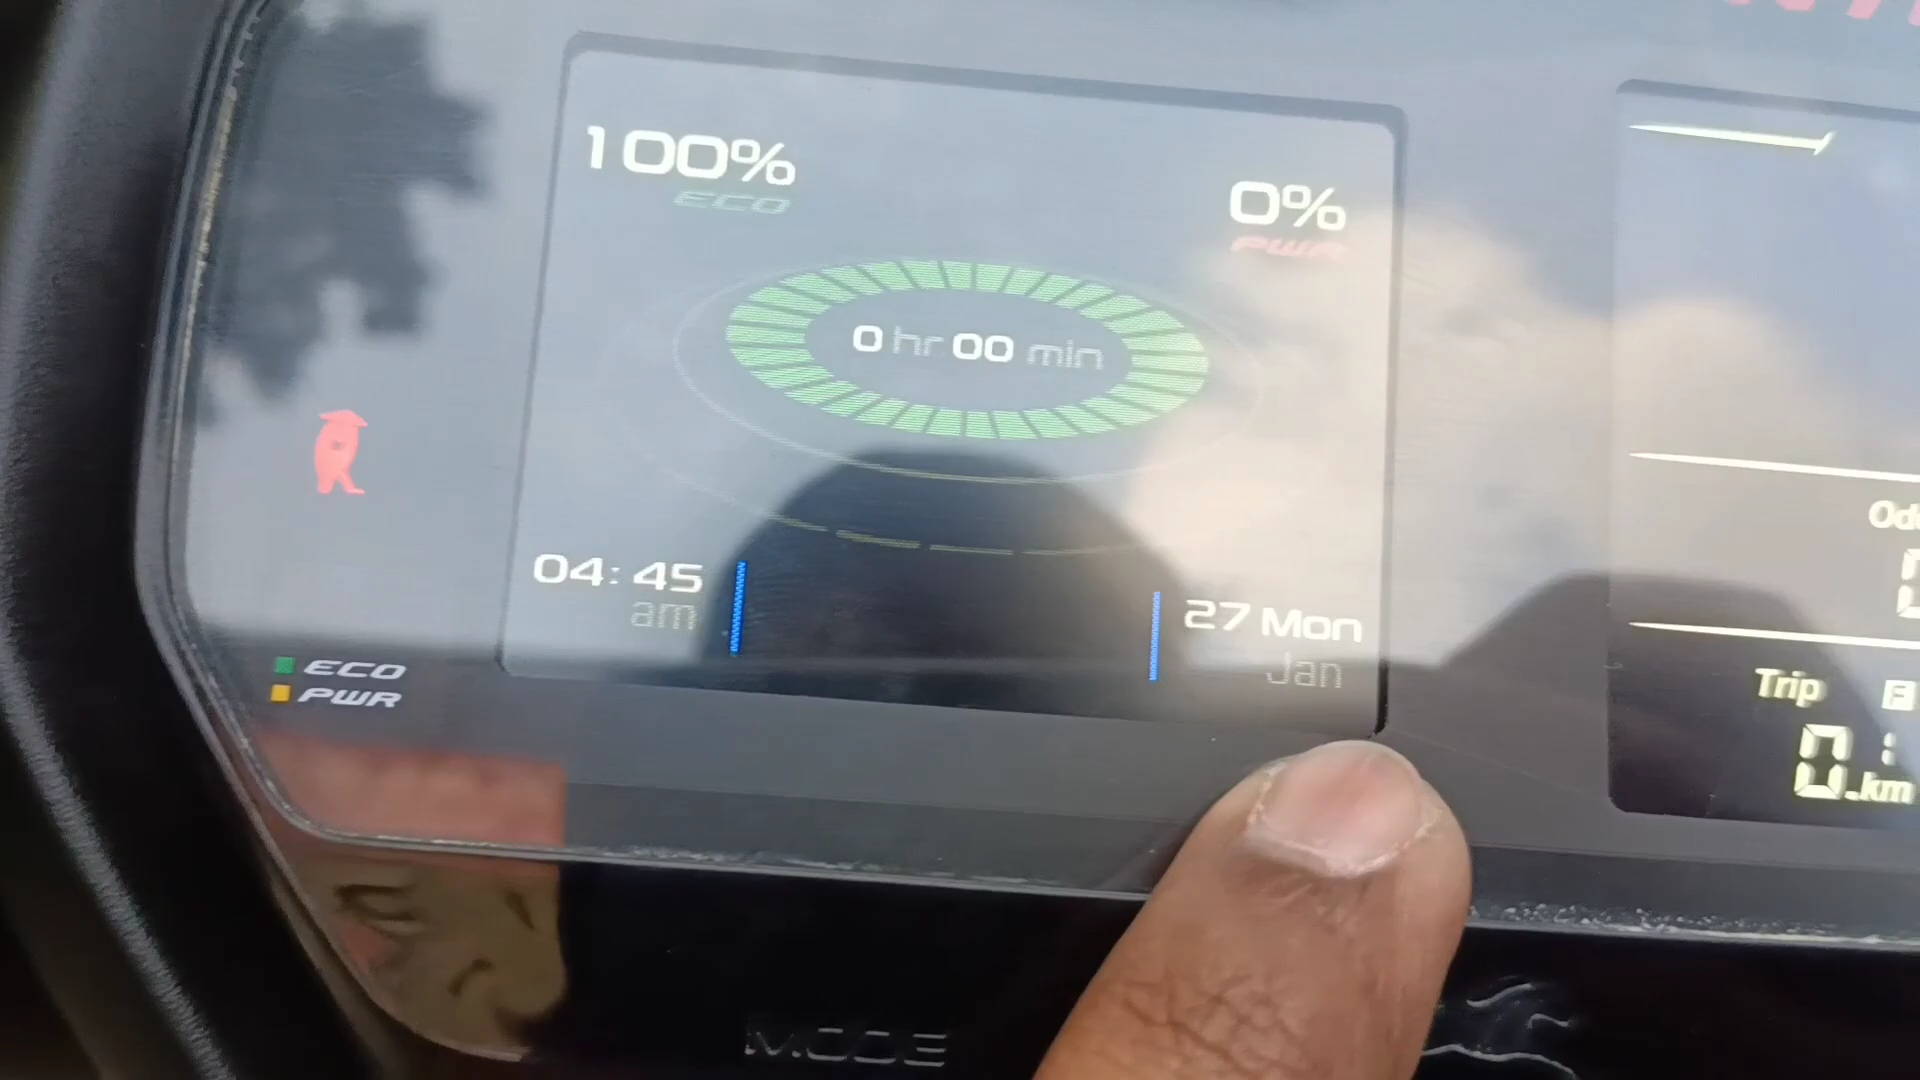 100%
ECO
0%
PWR
0 hr 00 min
04:45
am
27 Mon
Jan
ECO
PWR
Trip F
.km
MODE